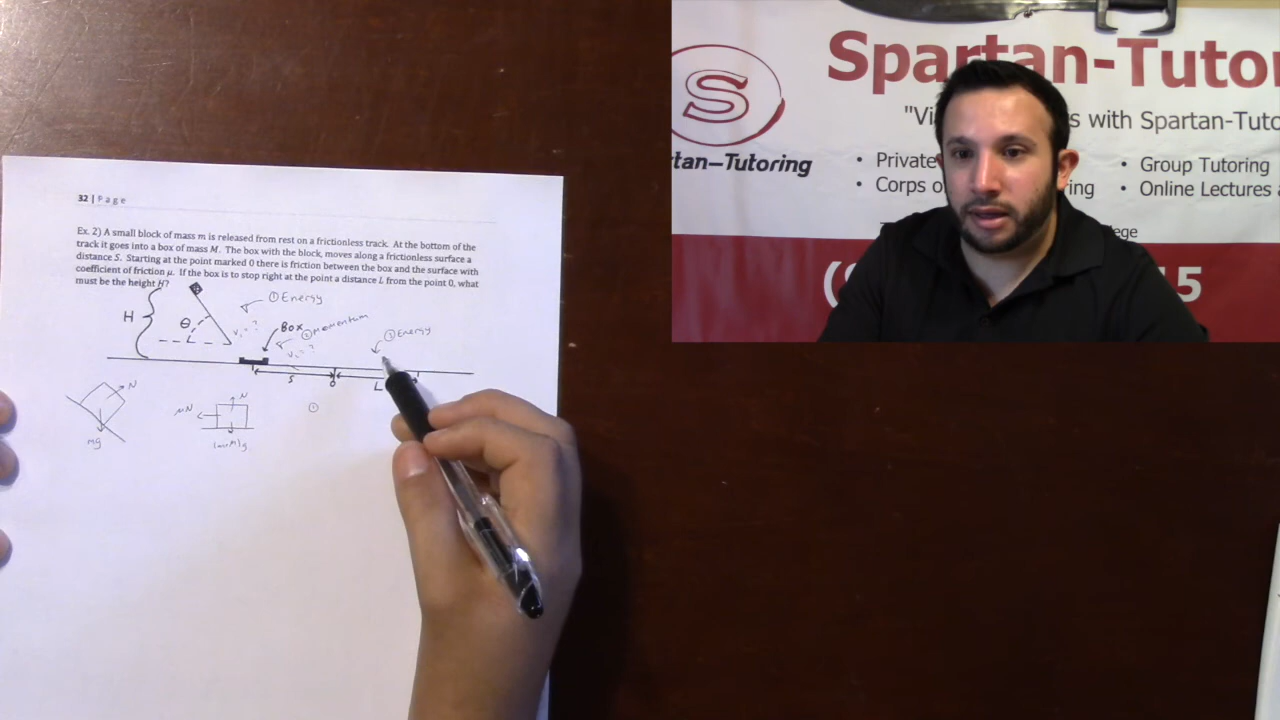 Spartan-Tutor
"Vi s with Spartan-Tuto
S
tan-Tutoring
• Private
• Group Tutoring
• Corps o ring
• Online Lectures a
ege
( 15
32 | Page
Ex. 2) A small block of mass m is released from rest on a frictionless track. At the bottom of the
track it goes into a box of mass M. The box with the block, moves along a frictionless surface a
distance S. Starting at the point marked 0 there is friction between the box and the surface with
coefficient of friction μ. If the box is to stop right at the point a distance L from the point 0, what
must be the height H?
① Energy
H
θ
V₁ = ?
Box
② Momentum
③ Energy
V₂ = ?
S
0
L
N
mg
μN
N
(m+M)g
①